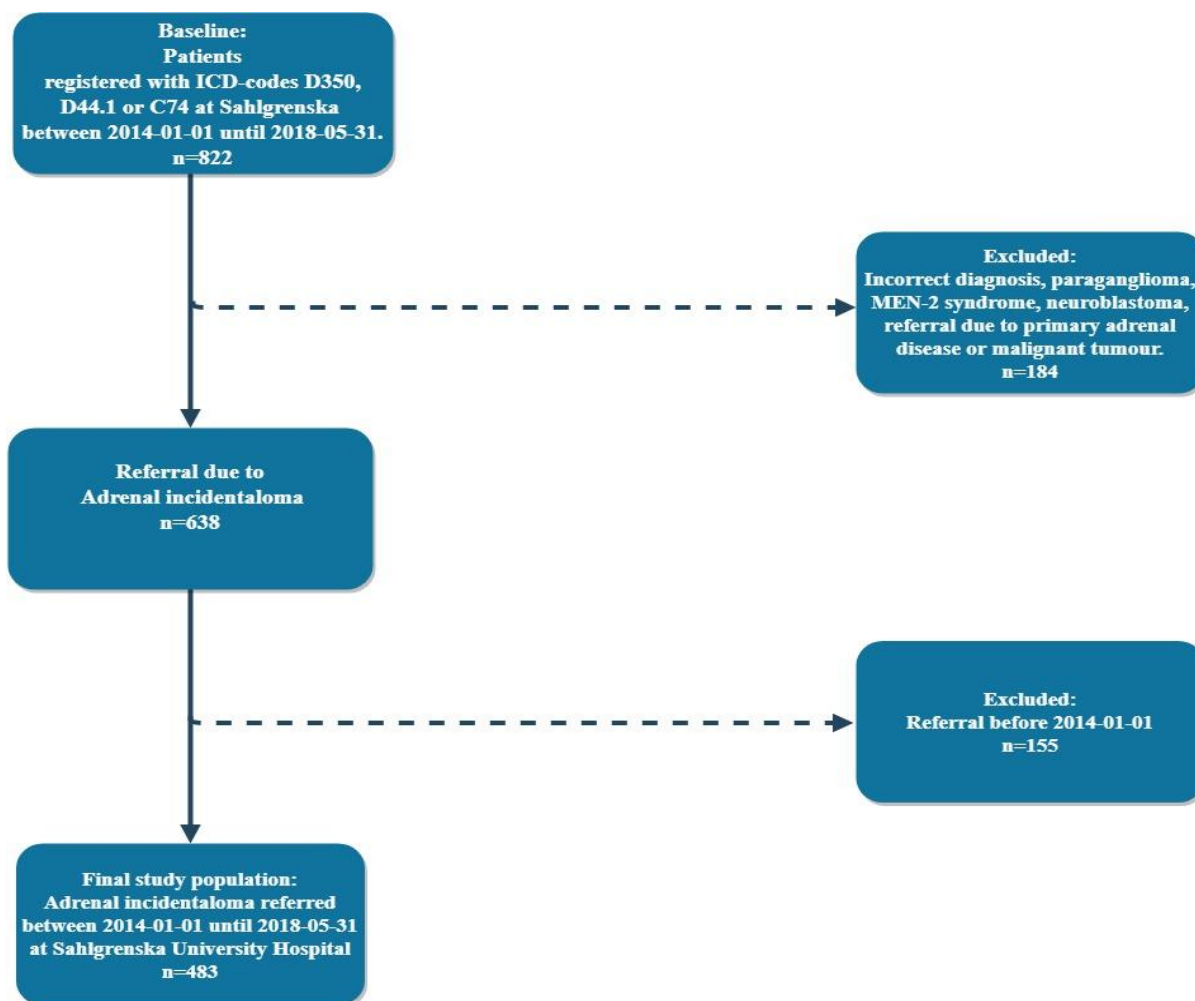 Baseline:
Patients
registered with ICD-codes D350,
D44.1 or C74 at Sahlgrenska
between 2014-01-01 until 2018-05-31.
n=822
Excluded:
Incorrect diagnosis, paraganglioma,
MEN-2 syndrome, neuroblastoma,
referral due to primary adrenal
disease or malignant tumour.
n=184
Referral due to
Adrenal incidentaloma
n=638
Excluded:
Referral before 2014-01-01
n=155
Final study population:
Adrenal incidentaloma referred
between 2014-01-01 until 2018-05-31
at Sahlgrenska University Hospital
n=483